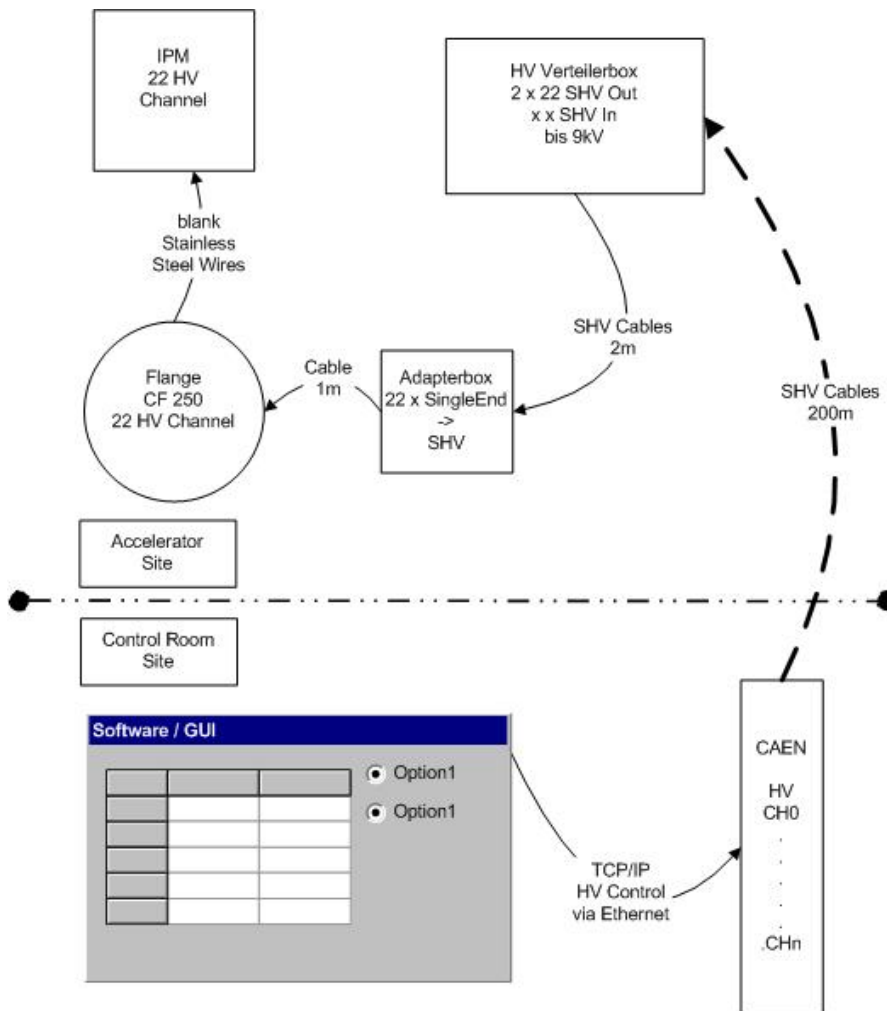 IPM
22 HV
Channel
HV Verteilerbox
2 x 22 SHV Out
x x SHV In
bis 9kV
blank
Stainless
Steel Wires
SHV Cables
2m
Cable
1m
Flange
CF 250
22 HV Channel
Adapterbox
22 x SingleEnd
->
SHV
SHV Cables
200m
Accelerator
Site
Control Room
Site
Software / GUI
Option1
Option1
TCP/IP
HV Control
via Ethernet
CAEN
HV
CH0
.
.
.
.
.
.CHn